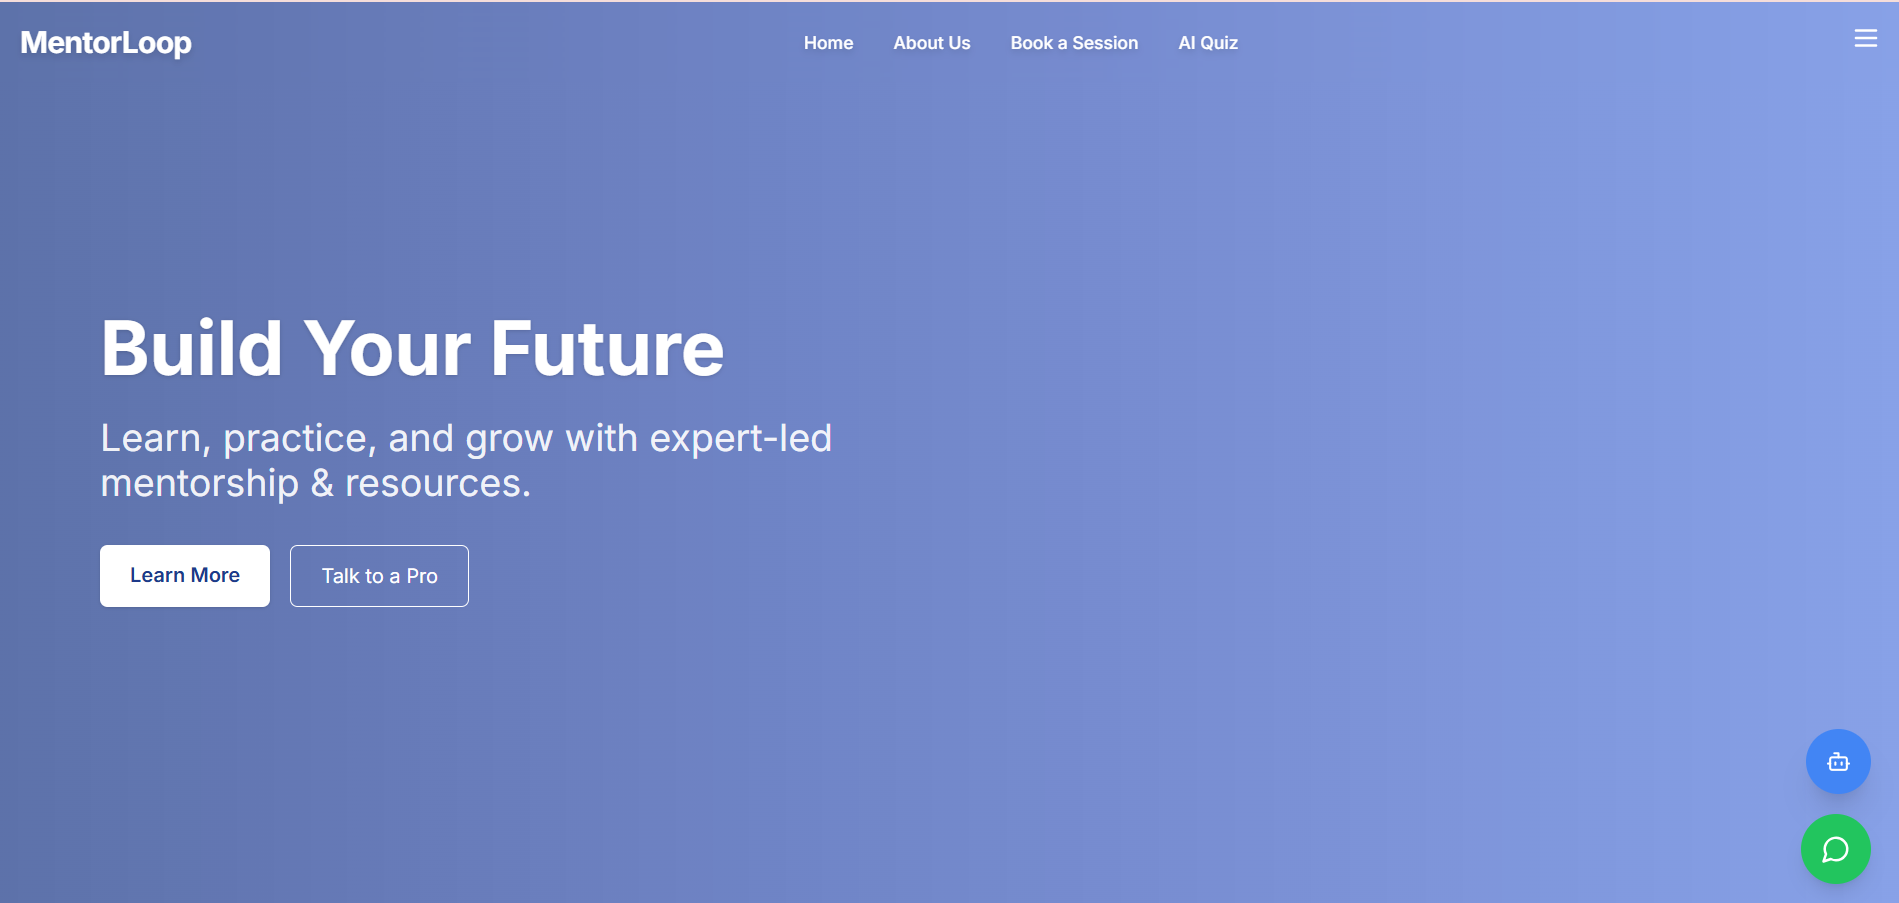 MentorLoop
Home
About Us
Book a Session
AI Quiz
Build Your Future
Learn, practice, and grow with expert-led
mentorship & resources.
Learn More
Talk to a Pro